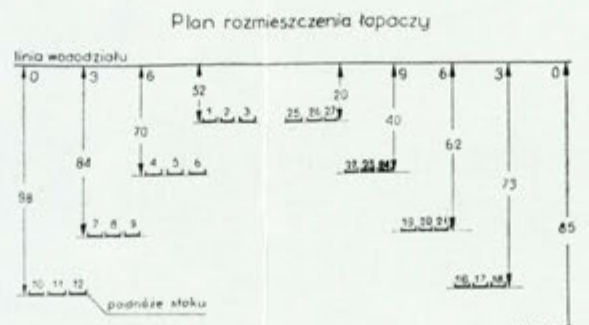 Plan rozmieszczenia łapaczy
linia wododziału
0 3 6 9 6 3 0
52 20
1 2 3 25 26 27
70 40
4 5 6
84 62
98 73
7 8 9 19 20 21
85
10 11 12 16 17 18
podnóże stoku